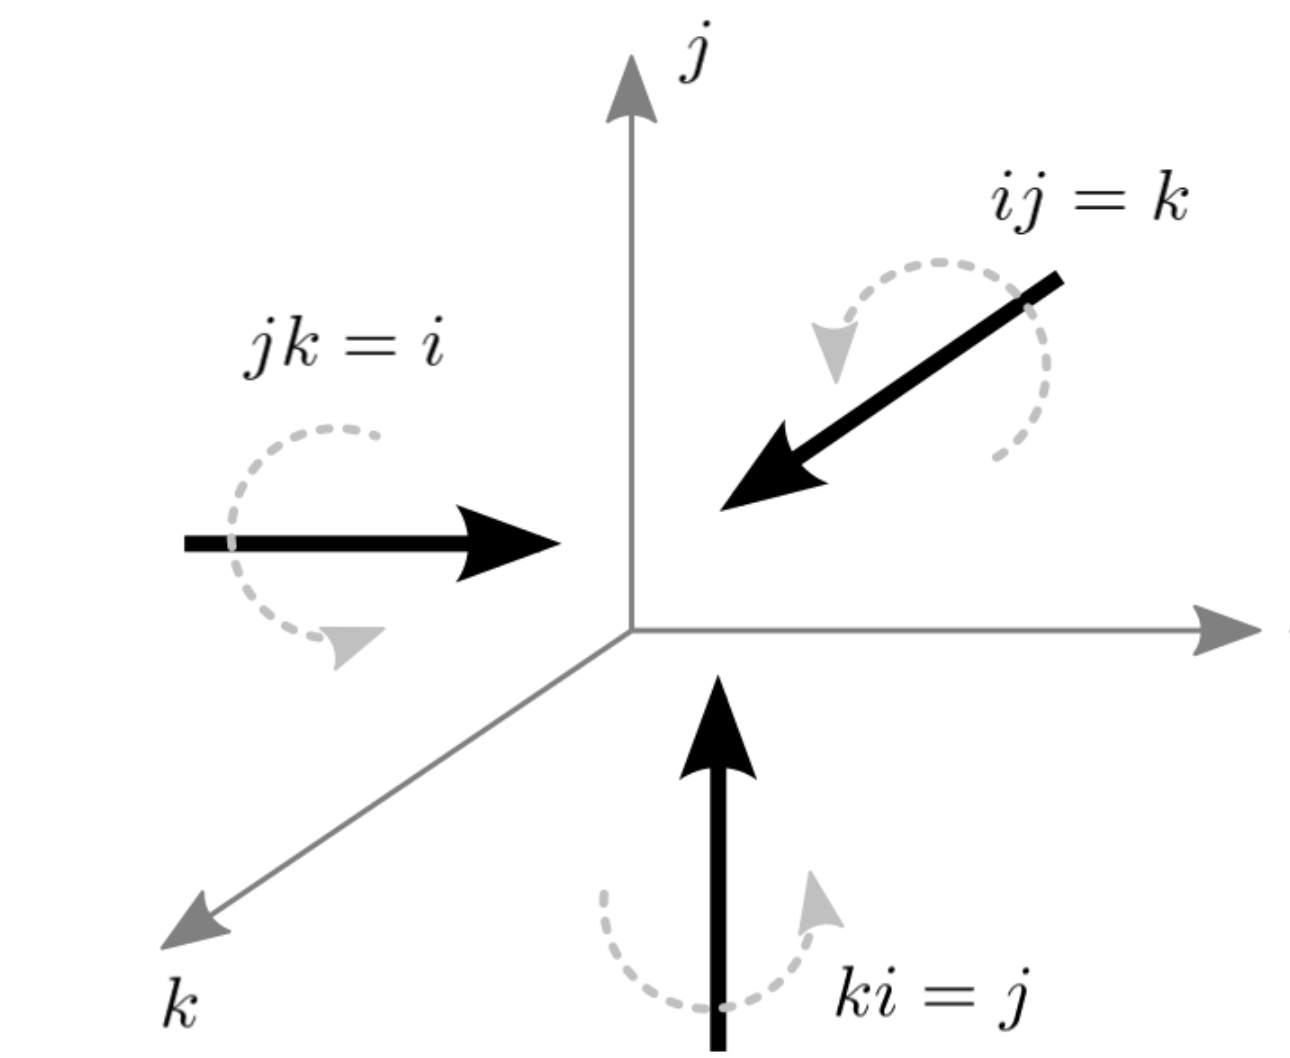 j
ij = k
jk = i
k
ki = j